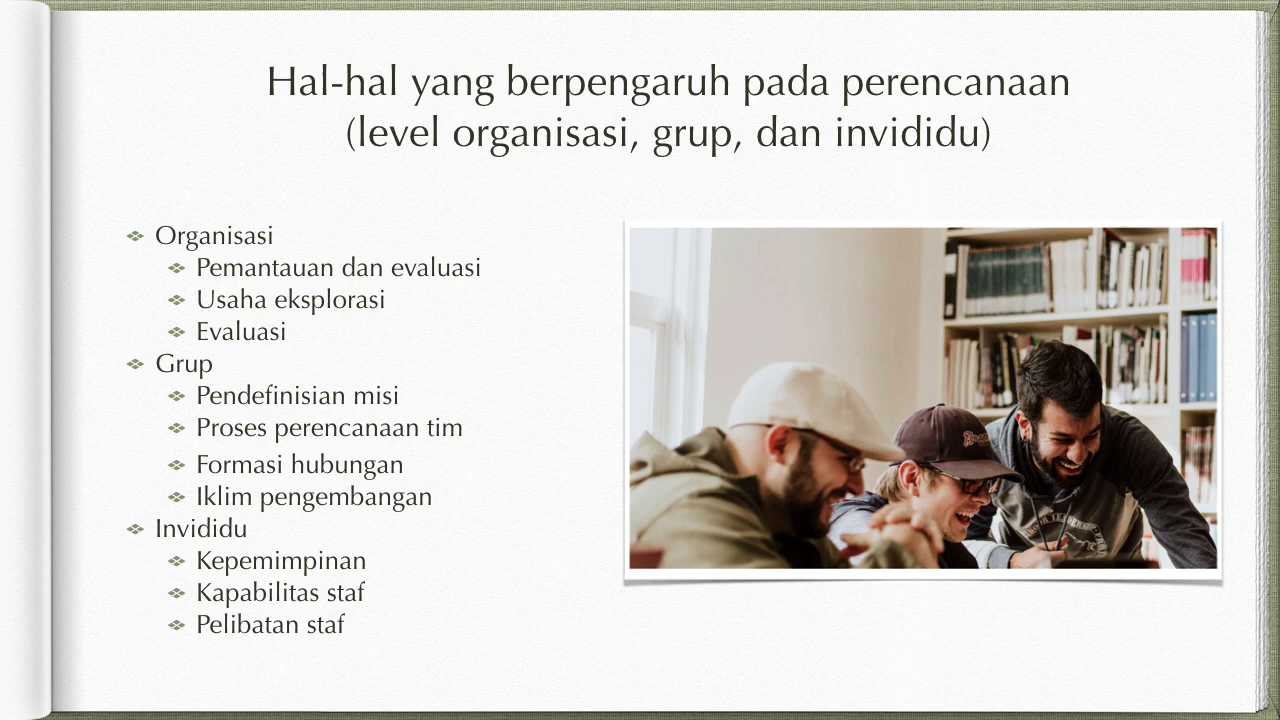 Hal-hal yang berpengaruh pada perencanaan
(level organisasi, grup, dan invididu)
Organisasi
Pemantauan dan evaluasi
Usaha eksplorasi
Evaluasi
Grup
Pendefinisian misi
Proses perencanaan tim
Formasi hubungan
Iklim pengembangan
Invididu
Kepemimpinan
Kapabilitas staf
Pelibatan staf